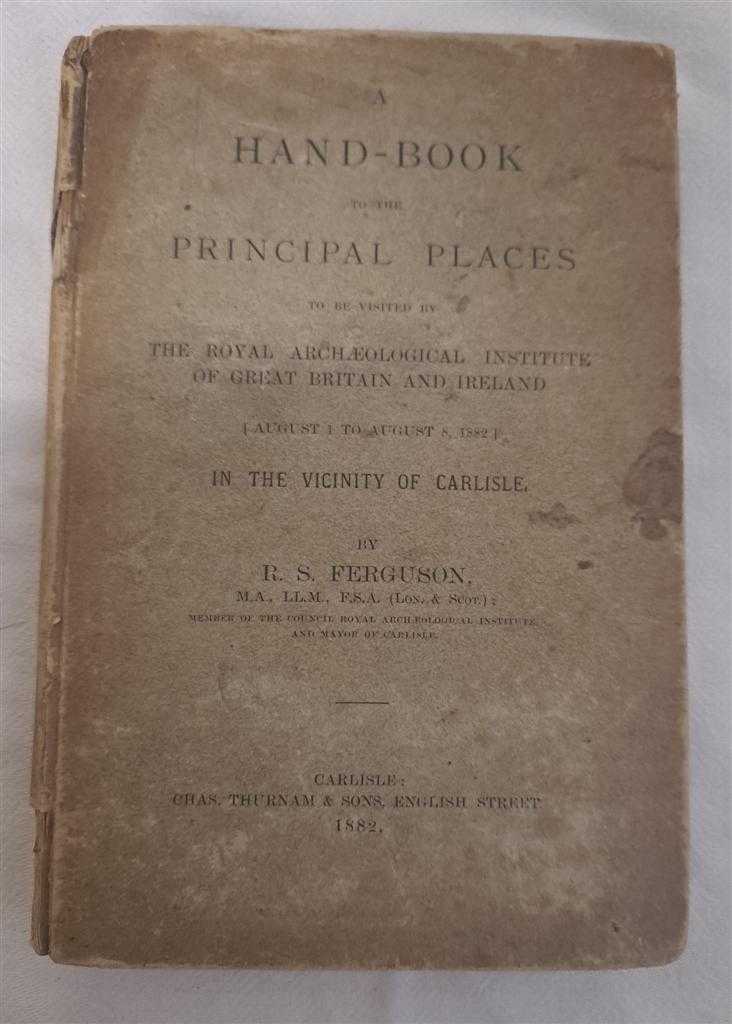 A
HAND-BOOK
TO THE
PRINCIPAL PLACES
TO BE VISITED BY
THE ROYAL ARCHÆOLOGICAL INSTITUTE
OF GREAT BRITAIN AND IRELAND
[AUGUST 1 TO AUGUST 8, 1882]
IN THE VICINITY OF CARLISLE.
BY
R. S. FERGUSON,
M.A., LL.M., F.S.A. (LON. & SCOT.);
MEMBER OF THE COUNCIL ROYAL ARCHÆOLOGICAL INSTITUTE,
AND MAYOR OF CARLISLE.
CARLISLE:
CHAS. THURNAM & SONS, ENGLISH STREET
1882.